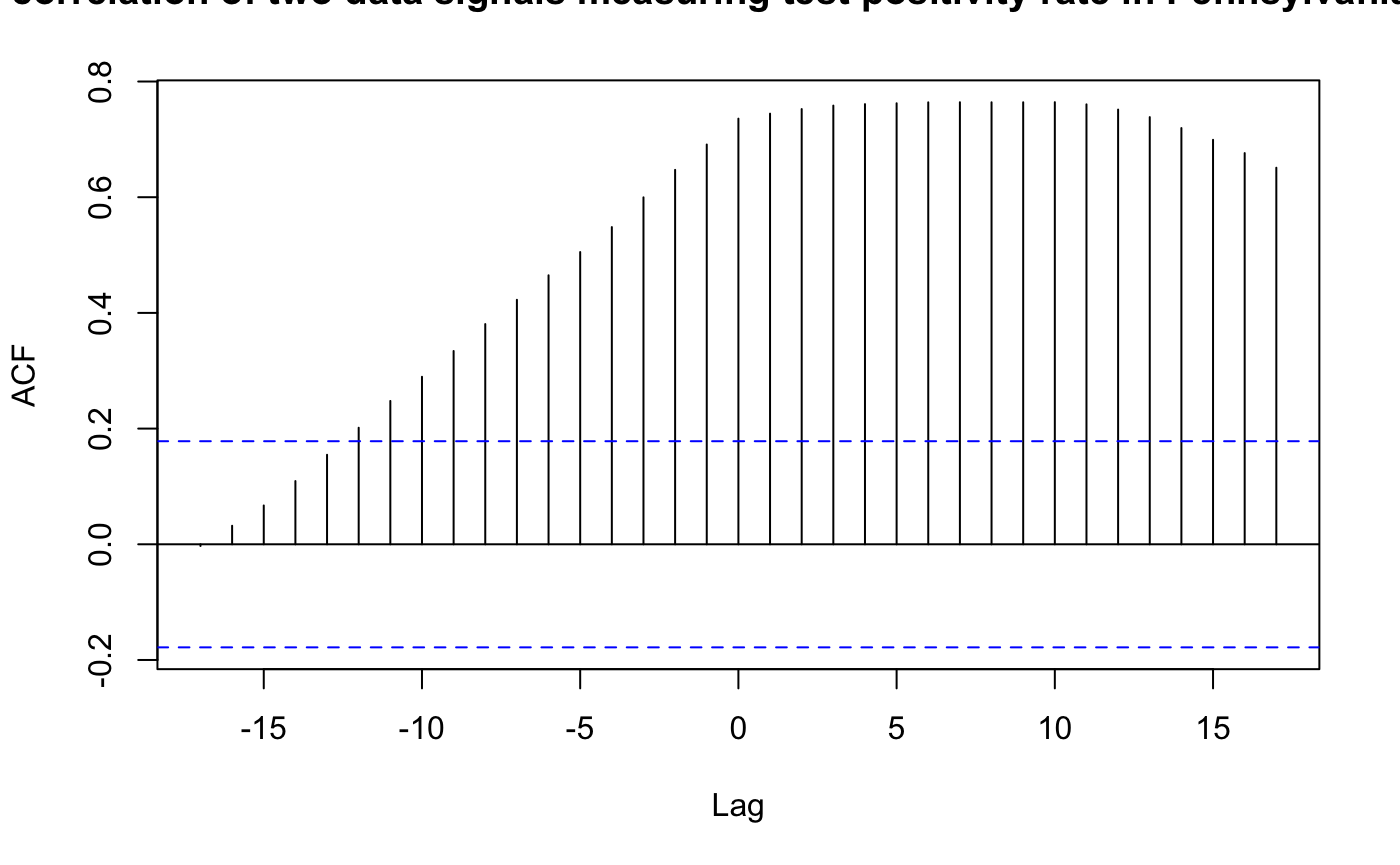 correlation of two data signals measuring test positivity rate in Pennsylvania
0.8
0.6
0.4
0.2
0.0
-0.2
ACF
-15 -10 -5 0 5 10 15
Lag